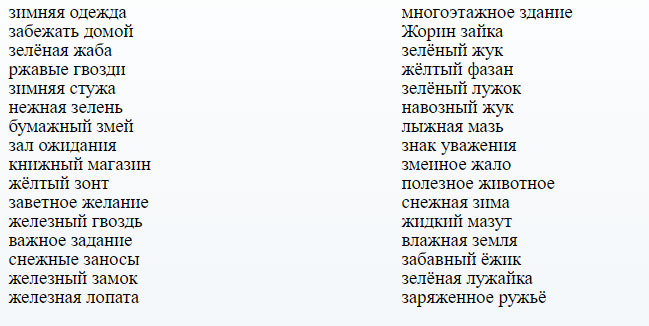 зимняя одежда
забежать домой
зелёная жаба
ржавые гвозди
зимняя стужа
нежная зелень
бумажный змей
зал ожидания
книжный магазин
жёлтый зонт
заветное желание
железный гвоздь
важное задание
снежные заносы
железный замок
железная лопата
многоэтажное здание
Жорин зайка
зелёный жук
жёлтый фазан
зелёный лужок
навозный жук
лыжная мазь
знак уважения
змеиное жало
полезное животное
снежная зима
жидкий мазут
влажная земля
забавный ёжик
зелёная лужайка
заряженное ружьё